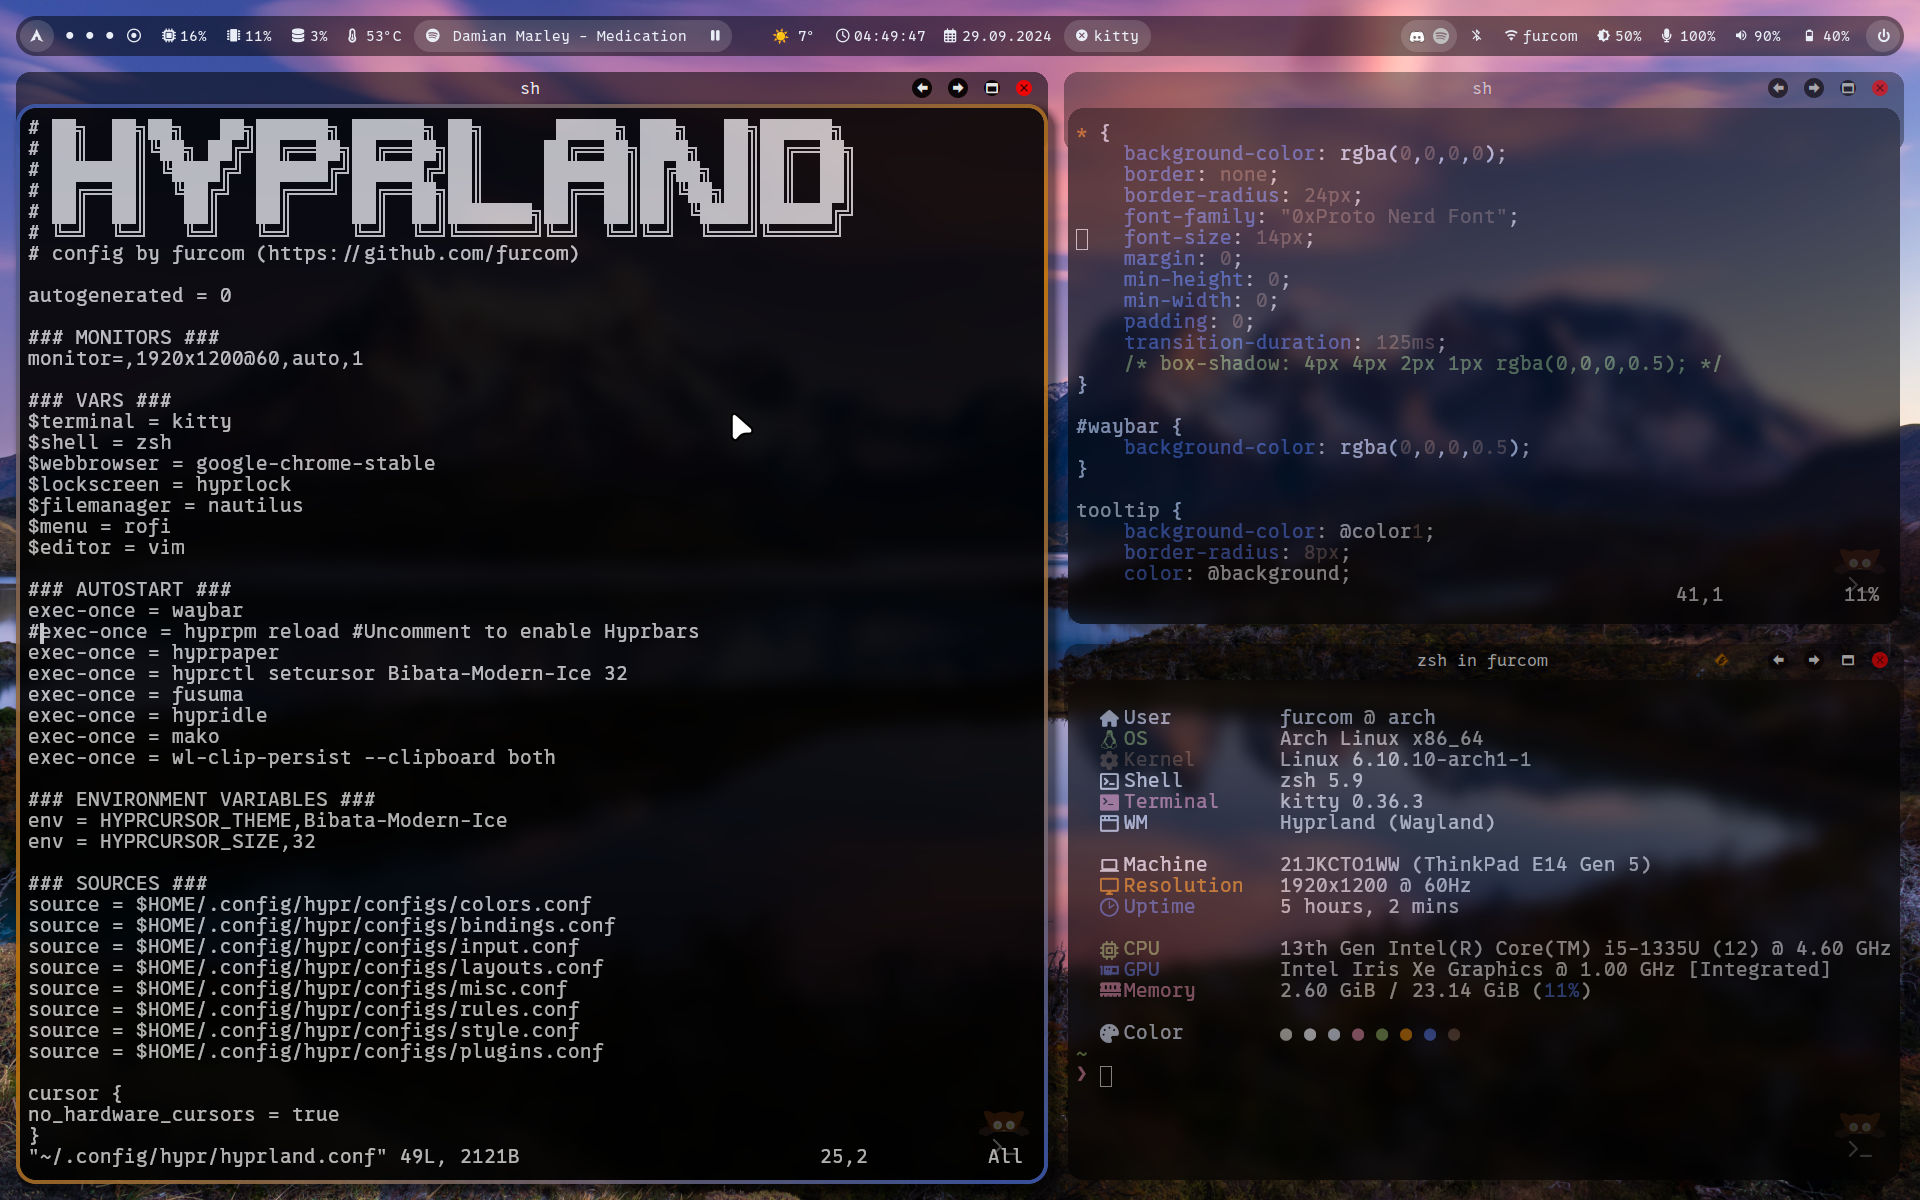 16% 11% 3% 53°C Damian Marley - Medication 7° 04:49:47 29.09.2024 kitty furcom 50% 100% 90% 40%
sh
# HYPRLAND
#
#
#
#
#
# config by furcom (https://github.com/furcom)
autogenerated = 0
### MONITORS ###
monitor=,1920x1200@60,auto,1
### VARS ###
$terminal = kitty
$shell = zsh
$webbrowser = google-chrome-stable
$lockscreen = hyprlock
$filemanager = nautilus
$menu = rofi
$editor = vim
### AUTOSTART ###
exec-once = waybar
#exec-once = hyprpm reload #Uncomment to enable Hyprbars
exec-once = hyprpaper
exec-once = hyprctl setcursor Bibata-Modern-Ice 32
exec-once = fusuma
exec-once = hypridle
exec-once = mako
exec-once = wl-clip-persist --clipboard both
### ENVIRONMENT VARIABLES ###
env = HYPRCURSOR_THEME,Bibata-Modern-Ice
env = HYPRCURSOR_SIZE,32
### SOURCES ###
source = $HOME/.config/hypr/configs/colors.conf
source = $HOME/.config/hypr/configs/bindings.conf
source = $HOME/.config/hypr/configs/input.conf
source = $HOME/.config/hypr/configs/layouts.conf
source = $HOME/.config/hypr/configs/misc.conf
source = $HOME/.config/hypr/configs/rules.conf
source = $HOME/.config/hypr/configs/style.conf
source = $HOME/.config/hypr/configs/plugins.conf
cursor {
no_hardware_cursors = true
}
"~/.config/hypr/hyprland.conf" 49L, 2121B 25,2 All
sh
* {
background-color: rgba(0,0,0,0);
border: none;
border-radius: 24px;
font-family: "0xProto Nerd Font";
font-size: 14px;
margin: 0;
min-height: 0;
min-width: 0;
padding: 0;
transition-duration: 125ms;
/* box-shadow: 4px 4px 2px 1px rgba(0,0,0,0.5); */
}
#waybar {
background-color: rgba(0,0,0,0.5);
}
tooltip {
background-color: @color1;
border-radius: 8px;
color: @background;
41,1 11%
zsh in furcom
User furcom @ arch
OS Arch Linux x86_64
Kernel Linux 6.10.10-arch1-1
Shell zsh 5.9
Terminal kitty 0.36.3
WM Hyprland (Wayland)
Machine 21JKCTO1WW (ThinkPad E14 Gen 5)
Resolution 1920x1200 @ 60Hz
Uptime 5 hours, 2 mins
CPU 13th Gen Intel(R) Core(TM) i5-1335U (12) @ 4.60 GHz
GPU Intel Iris Xe Graphics @ 1.00 GHz [Integrated]
Memory 2.60 GiB / 23.14 GiB (11%)
Color
~
❯